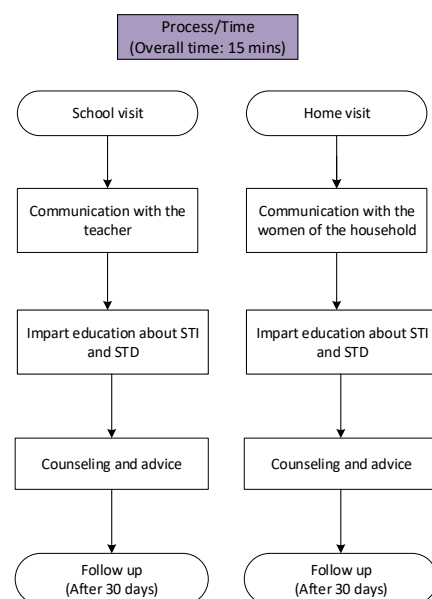 Process/Time
(Overall time: 15 mins)
School visit
Communication with the
teacher
Impart education about STI
and STD
Counseling and advice
Follow up
(After 30 days)
Home visit
Communication with the
women of the household
Impart education about STI
and STD
Counseling and advice
Follow up
(After 30 days)